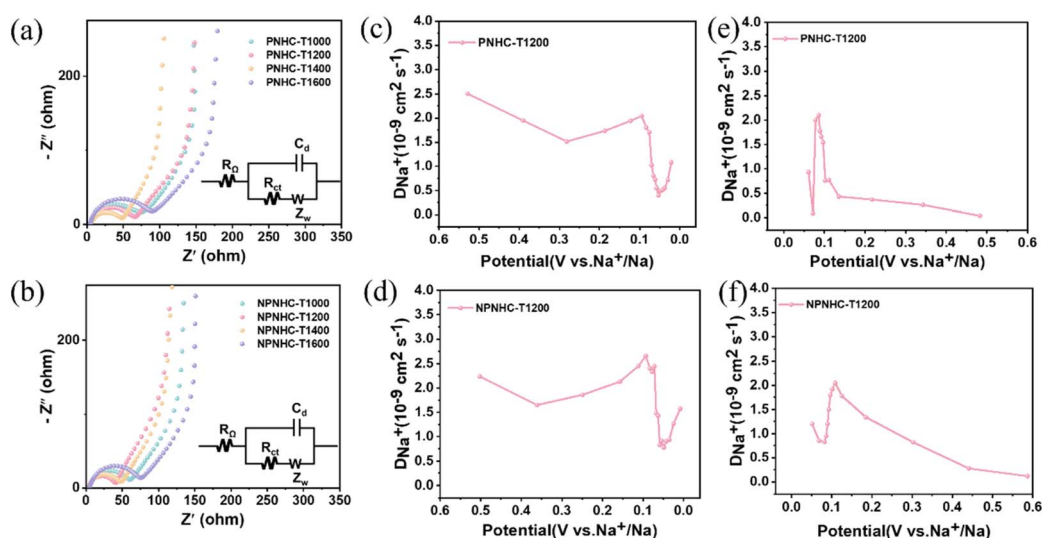 (a)
PNHC-T1000
PNHC-T1200
PNHC-T1400
PNHC-T1600
200
0
- Z″ (ohm)
0 50 100 150 200 250 300 350
Z′ (ohm)
RΩ
Cd
Rct
W
Zw
(c)
PNHC-T1200
4.0
3.5
3.0
2.5
2.0
1.5
1.0
0.5
0.0
DNa+(10-9 cm2 s-1)
0.6 0.5 0.4 0.3 0.2 0.1 0.0
Potential(V vs.Na+/Na)
(e)
PNHC-T1200
4.0
3.5
3.0
2.5
2.0
1.5
1.0
0.5
0.0
DNa+(10-9 cm2 s-1)
0.0 0.1 0.2 0.3 0.4 0.5 0.6
Potential(V vs.Na+/Na)
(b)
NPNHC-T1000
NPNHC-T1200
NPNHC-T1400
NPNHC-T1600
200
0
- Z″ (ohm)
0 50 100 150 200 250 300 350
Z′ (ohm)
RΩ
Cd
Rct
W
Zw
(d)
NPNHC-T1200
4.0
3.5
3.0
2.5
2.0
1.5
1.0
0.5
0.0
DNa+(10-9 cm2 s-1)
0.6 0.5 0.4 0.3 0.2 0.1 0.0
Potential(V vs.Na+/Na)
(f)
NPNHC-T1200
4.0
3.5
3.0
2.5
2.0
1.5
1.0
0.5
0.0
DNa+(10-9 cm2 s-1)
0.0 0.1 0.2 0.3 0.4 0.5 0.6
Potential(V vs.Na+/Na)